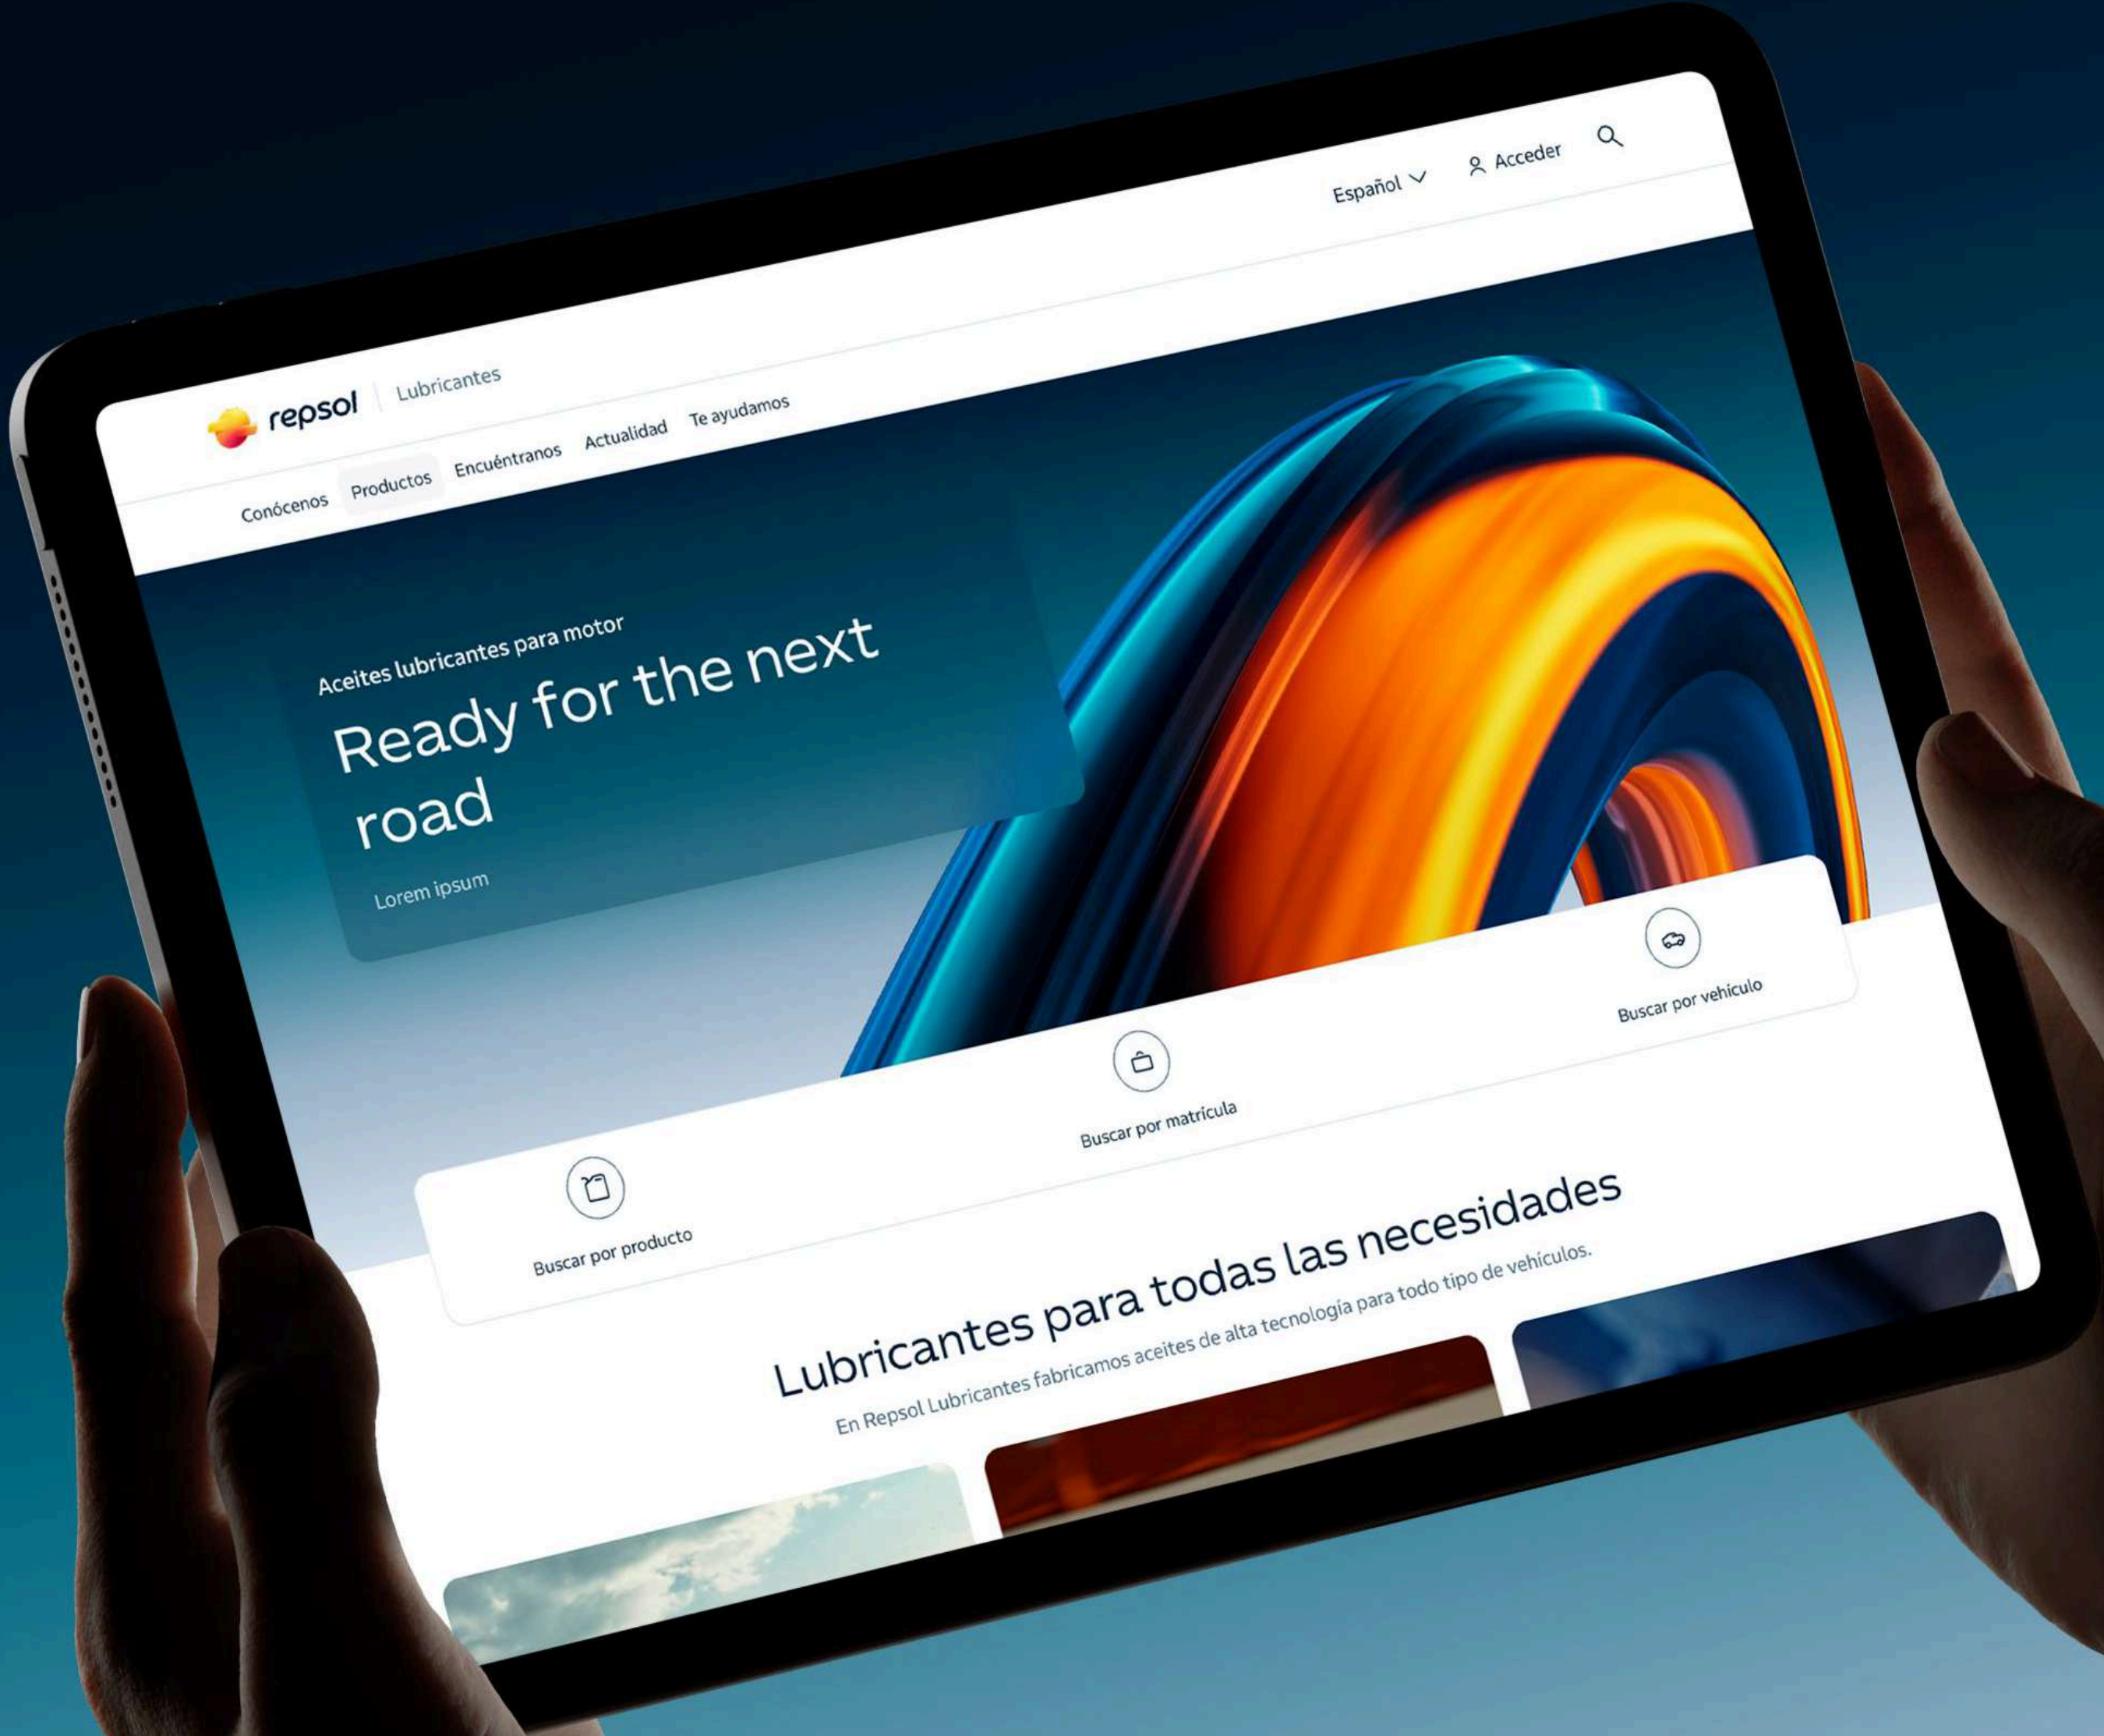 Español
Acceder
repsol
Lubricantes
Conócenos
Productos
Encuéntranos
Actualidad
Te ayudamos
Aceites lubricantes para motor
Ready for the next
road
Lorem ipsum
Buscar por producto
Buscar por matrícula
Buscar por vehículo
Lubricantes para todas las necesidades
En Repsol Lubricantes fabricamos aceites de alta tecnología para todo tipo de vehículos.